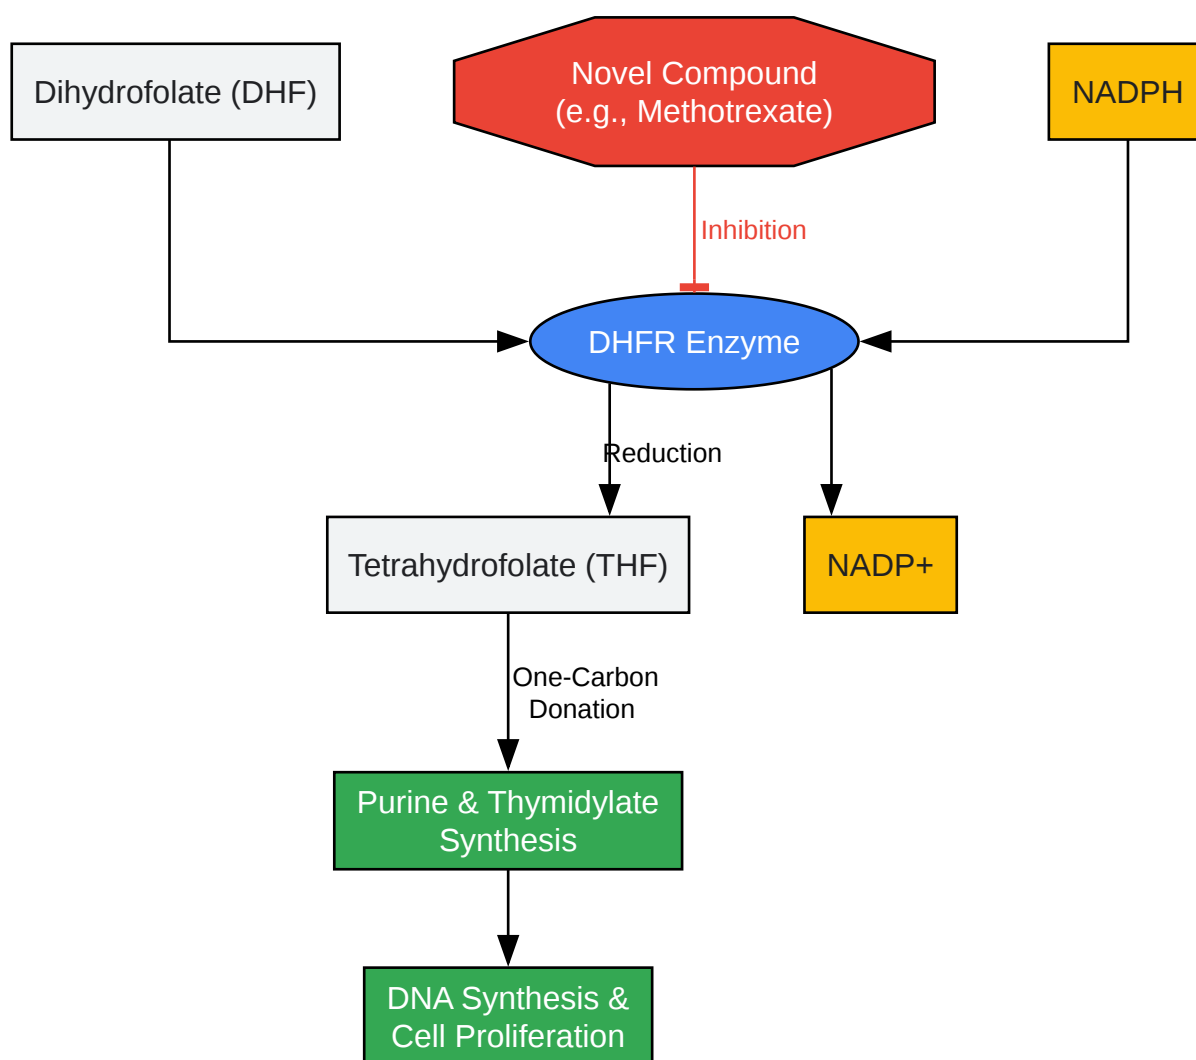 Dihydrofolate (DHF)
Novel Compound
(e.g., Methotrexate)
NADPH
Inhibition
DHFR Enzyme
Reduction
Tetrahydrofolate (THF)
NADP+
One-Carbon
Donation
Purine & Thymidylate
Synthesis
DNA Synthesis &
Cell Proliferation